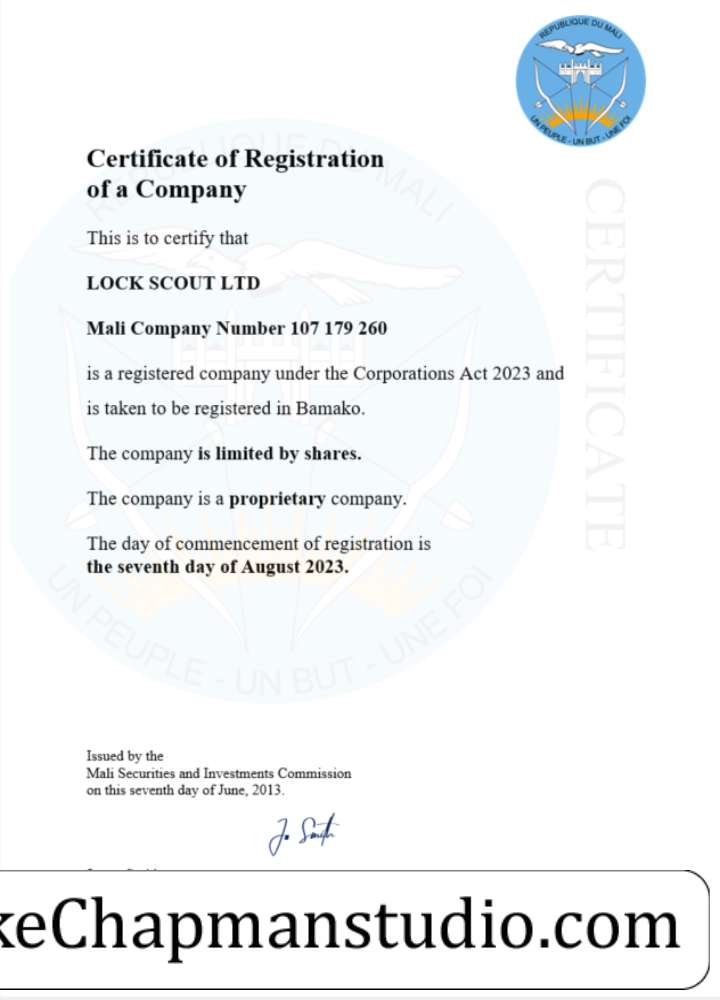 REPUBLIQUE DU MALI
UN PEUPLE - UN BUT - UNE FOI
Certificate of Registration
of a Company
This is to certify that
LOCK SCOUT LTD
Mali Company Number 107 179 260
is a registered company under the Corporations Act 2023 and
is taken to be registered in Bamako.
The company is limited by shares.
The company is a proprietary company.
The day of commencement of registration is
the seventh day of August 2023.
REPUBLIQUE DU MALI
UN PEUPLE - UN BUT - UNE FOI
CERTIFICATE
Issued by the
Mali Securities and Investments Commission
on this seventh day of June, 2013.
J. Smith
keChapmanstudio.com